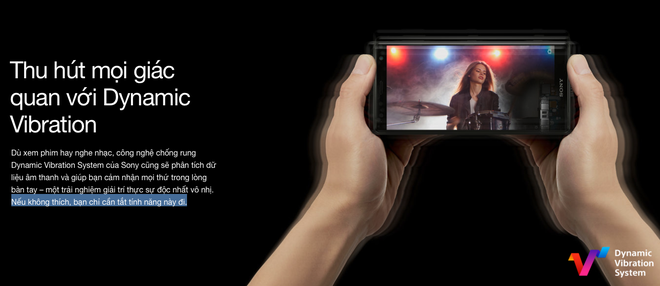 Thu hút mọi giác
quan với Dynamic
Vibration
Dù xem phim hay nghe nhạc, công nghệ chống rung
Dynamic Vibration System của Sony cũng sẽ phân tích dữ
liệu âm thanh và giúp bạn cảm nhận mọi thứ trong lòng
bàn tay – một trải nghiệm giải trí thực sự độc nhất vô nhị.
Nếu không thích, bạn chỉ cần tắt tính năng này đi.
SONY
Dynamic
Vibration
System